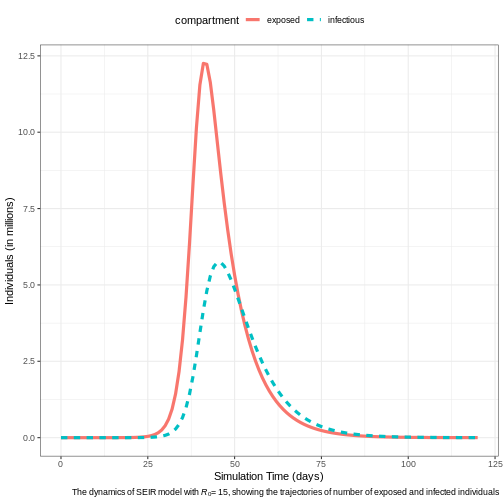 compartment exposed infectious
12.5
10.0
7.5
5.0
2.5
0.0
Individuals (in millions)
0 25 50 75 100 125
Simulation Time (days)
The dynamics of SEIR model with R₀= 15, showing the trajectories of number of exposed and infected individuals